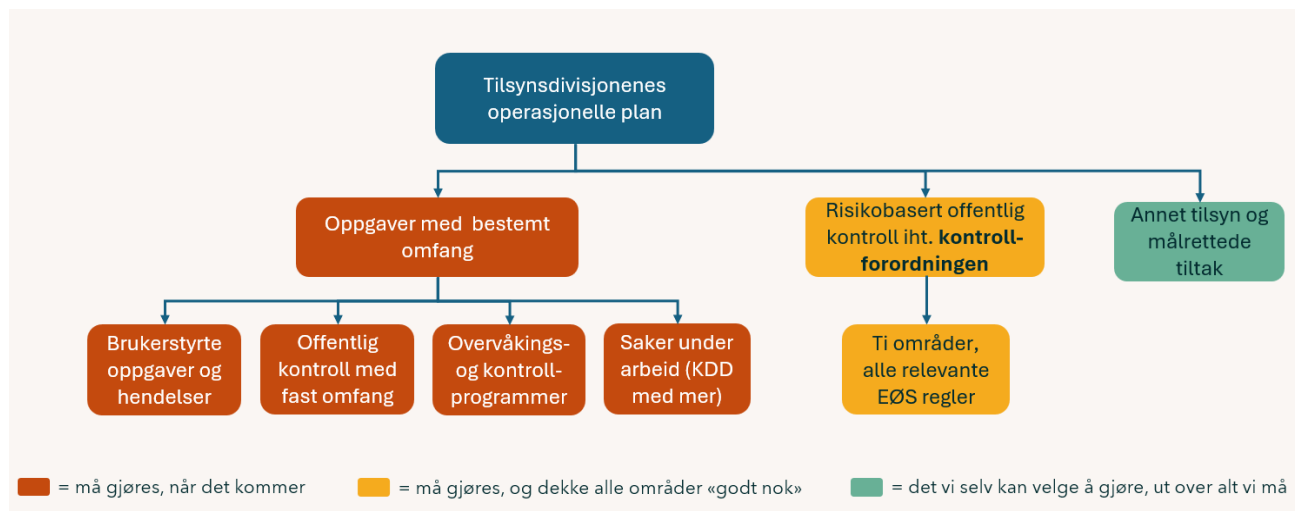 Tilsynsdivisjonenes
operasjonelle plan
Oppgaver med  bestemt
omfang
Risikobasert offentlig
kontroll iht. kontroll-
forordningen
Annet tilsyn og
målrettede
tiltak
Brukerstyrte
oppgaver og
hendelser
Offentlig
kontroll med
fast omfang
Overvåkings-
og kontroll-
programmer
Saker under
arbeid (KDD
med mer)
Ti områder,
alle relevante
EØS regler
= må gjøres, når det kommer
= må gjøres, og dekke alle områder «godt nok»
= det vi selv kan velge å gjøre, ut over alt vi må